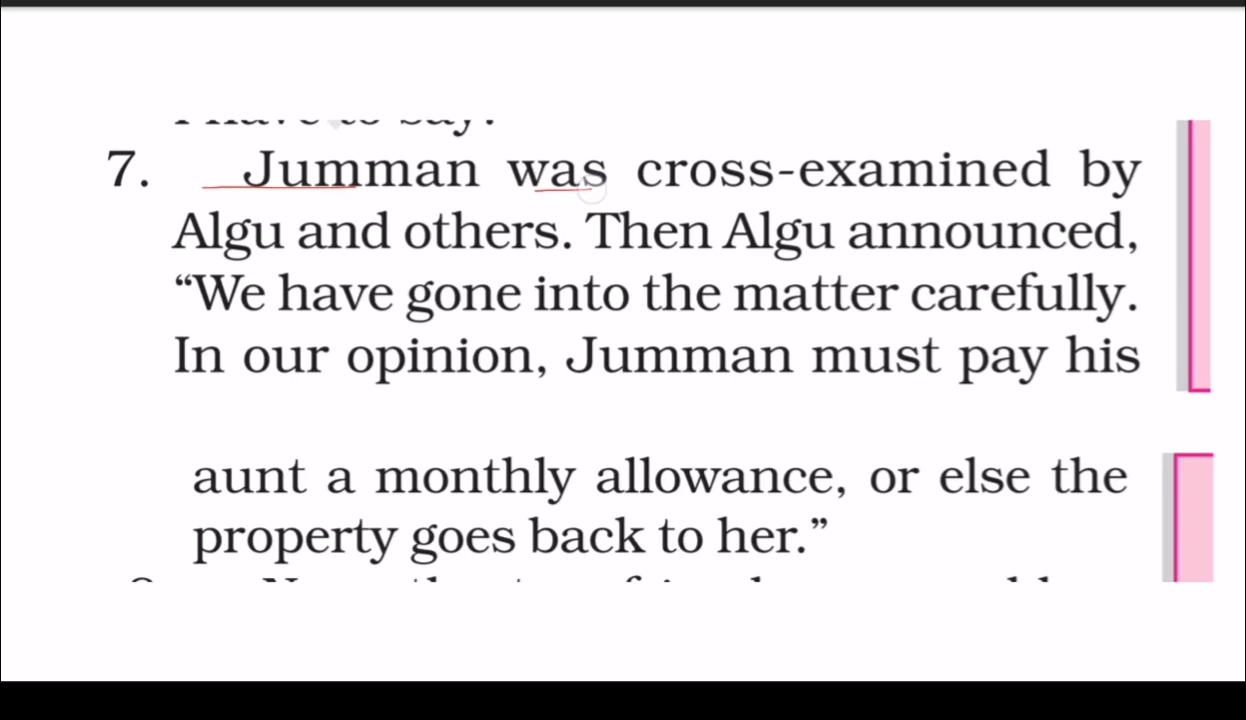 7. Jumman was cross-examined by
Algu and others. Then Algu announced,
“We have gone into the matter carefully.
In our opinion, Jumman must pay his
aunt a monthly allowance, or else the
property goes back to her.”